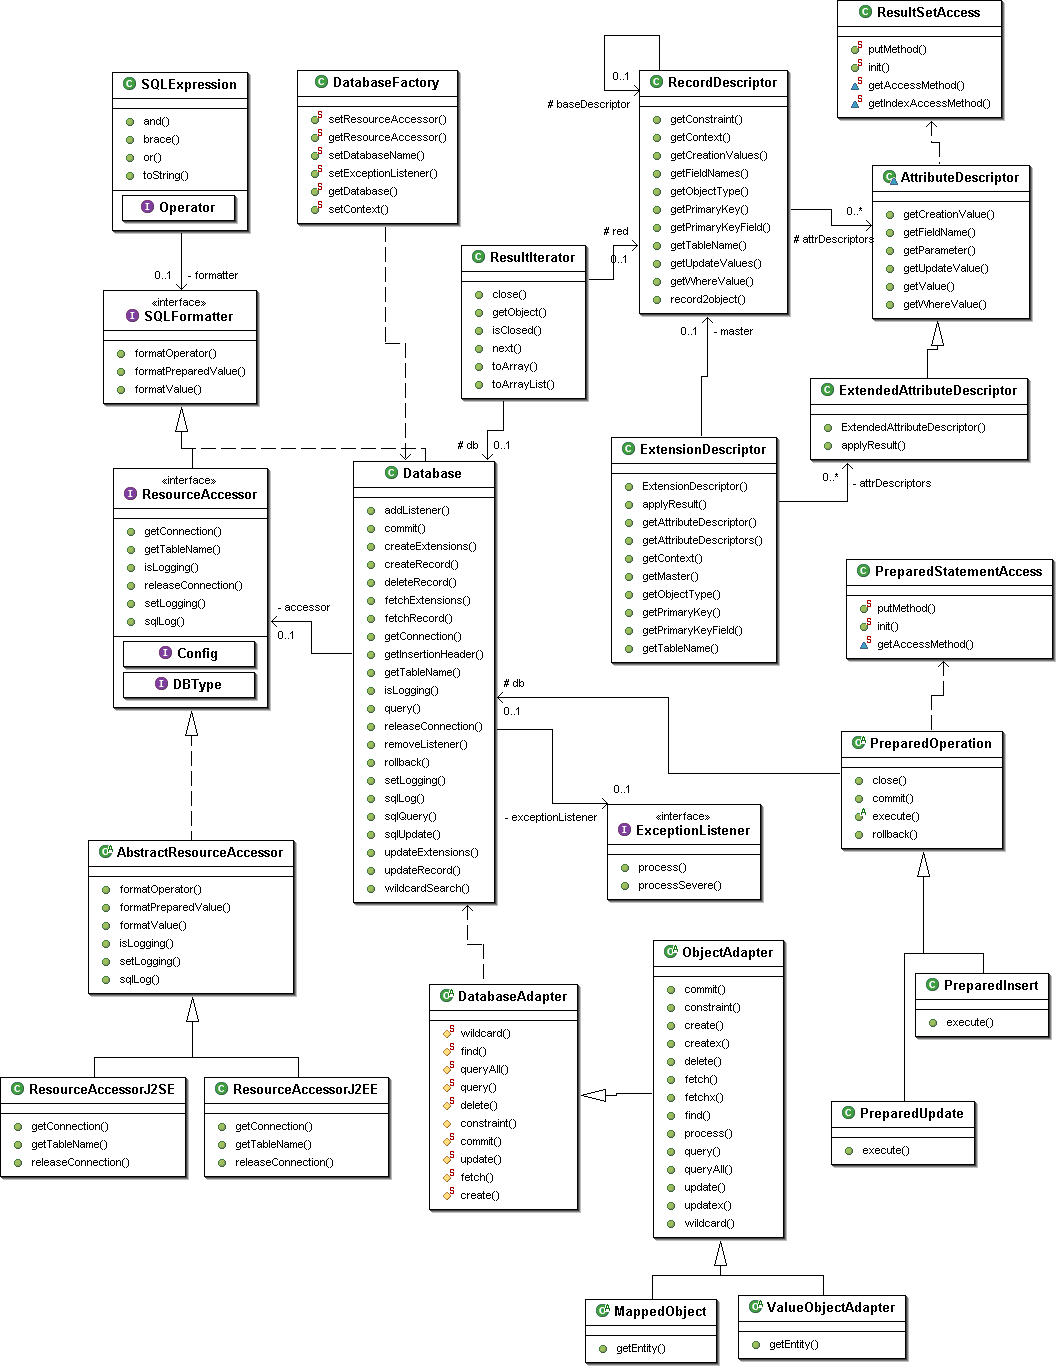 ResultSetAccess
putMethod()
init()
getAccessMethod()
getIndexAccessMethod()
SQLExpression
and()
brace()
or()
toString()
Operator
DatabaseFactory
setResourceAccessor()
getResourceAccessor()
setDatabaseName()
setExceptionListener()
getDatabase()
setContext()
0..1
# baseDescriptor
RecordDescriptor
getConstraint()
getContext()
getCreationValues()
getFieldNames()
getObjectType()
getPrimaryKey()
getPrimaryKeyField()
getTableName()
getUpdateValues()
getWhereValue()
record2object()
0..*
# attrDescriptors
AttributeDescriptor
getCreationValue()
getFieldName()
getParameter()
getUpdateValue()
getValue()
getWhereValue()
# red
0..1
ResultIterator
close()
getObject()
isClosed()
next()
toArray()
toArrayList()
0..1
- formatter
«interface»
SQLFormatter
formatOperator()
formatPreparedValue()
formatValue()
0..1
- master
ExtendedAttributeDescriptor
ExtendedAttributeDescriptor()
applyResult()
# db
0..1
0..*
- attrDescriptors
ExtensionDescriptor
ExtensionDescriptor()
applyResult()
getAttributeDescriptor()
getAttributeDescriptors()
getContext()
getMaster()
getObjectType()
getPrimaryKey()
getPrimaryKeyField()
getTableName()
«interface»
ResourceAccessor
getConnection()
getTableName()
isLogging()
releaseConnection()
setLogging()
sqlLog()
Config
DBType
- accessor
0..1
Database
addListener()
commit()
createExtensions()
createRecord()
deleteRecord()
fetchExtensions()
fetchRecord()
getConnection()
getInsertionHeader()
getTableName()
isLogging()
query()
releaseConnection()
removeListener()
rollback()
setLogging()
sqlLog()
sqlQuery()
sqlUpdate()
updateExtensions()
updateRecord()
wildcardSearch()
PreparedStatementAccess
putMethod()
init()
getAccessMethod()
# db
0..1
PreparedOperation
close()
commit()
execute()
rollback()
0..1
- exceptionListener
«interface»
ExceptionListener
process()
processSevere()
AbstractResourceAccessor
formatOperator()
formatPreparedValue()
formatValue()
isLogging()
setLogging()
sqlLog()
ObjectAdapter
commit()
constraint()
create()
createx()
delete()
fetch()
fetchx()
find()
process()
query()
queryAll()
update()
updatex()
wildcard()
PreparedInsert
execute()
DatabaseAdapter
wildcard()
find()
queryAll()
query()
delete()
constraint()
commit()
update()
fetch()
create()
ResourceAccessorJ2SE
getConnection()
getTableName()
releaseConnection()
ResourceAccessorJ2EE
getConnection()
getTableName()
releaseConnection()
PreparedUpdate
execute()
MappedObject
getEntity()
ValueObjectAdapter
getEntity()